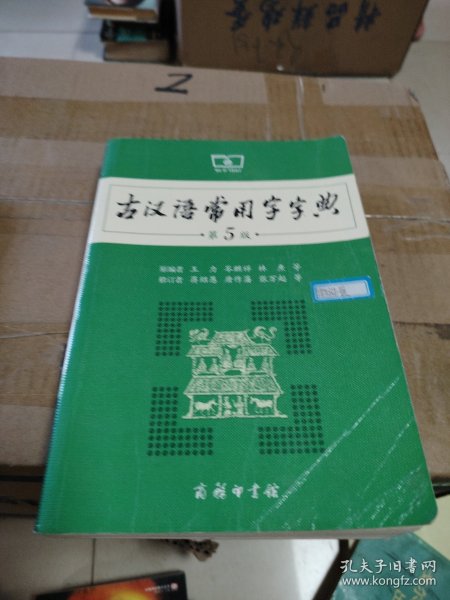 古汉语常用字字典
·第5版·
原编者 王力 岑麒祥 林焘 等
修订者 蒋绍愚 唐作藩 张万起 等
商务印书馆
孔夫子旧书网
www.kongfz.com